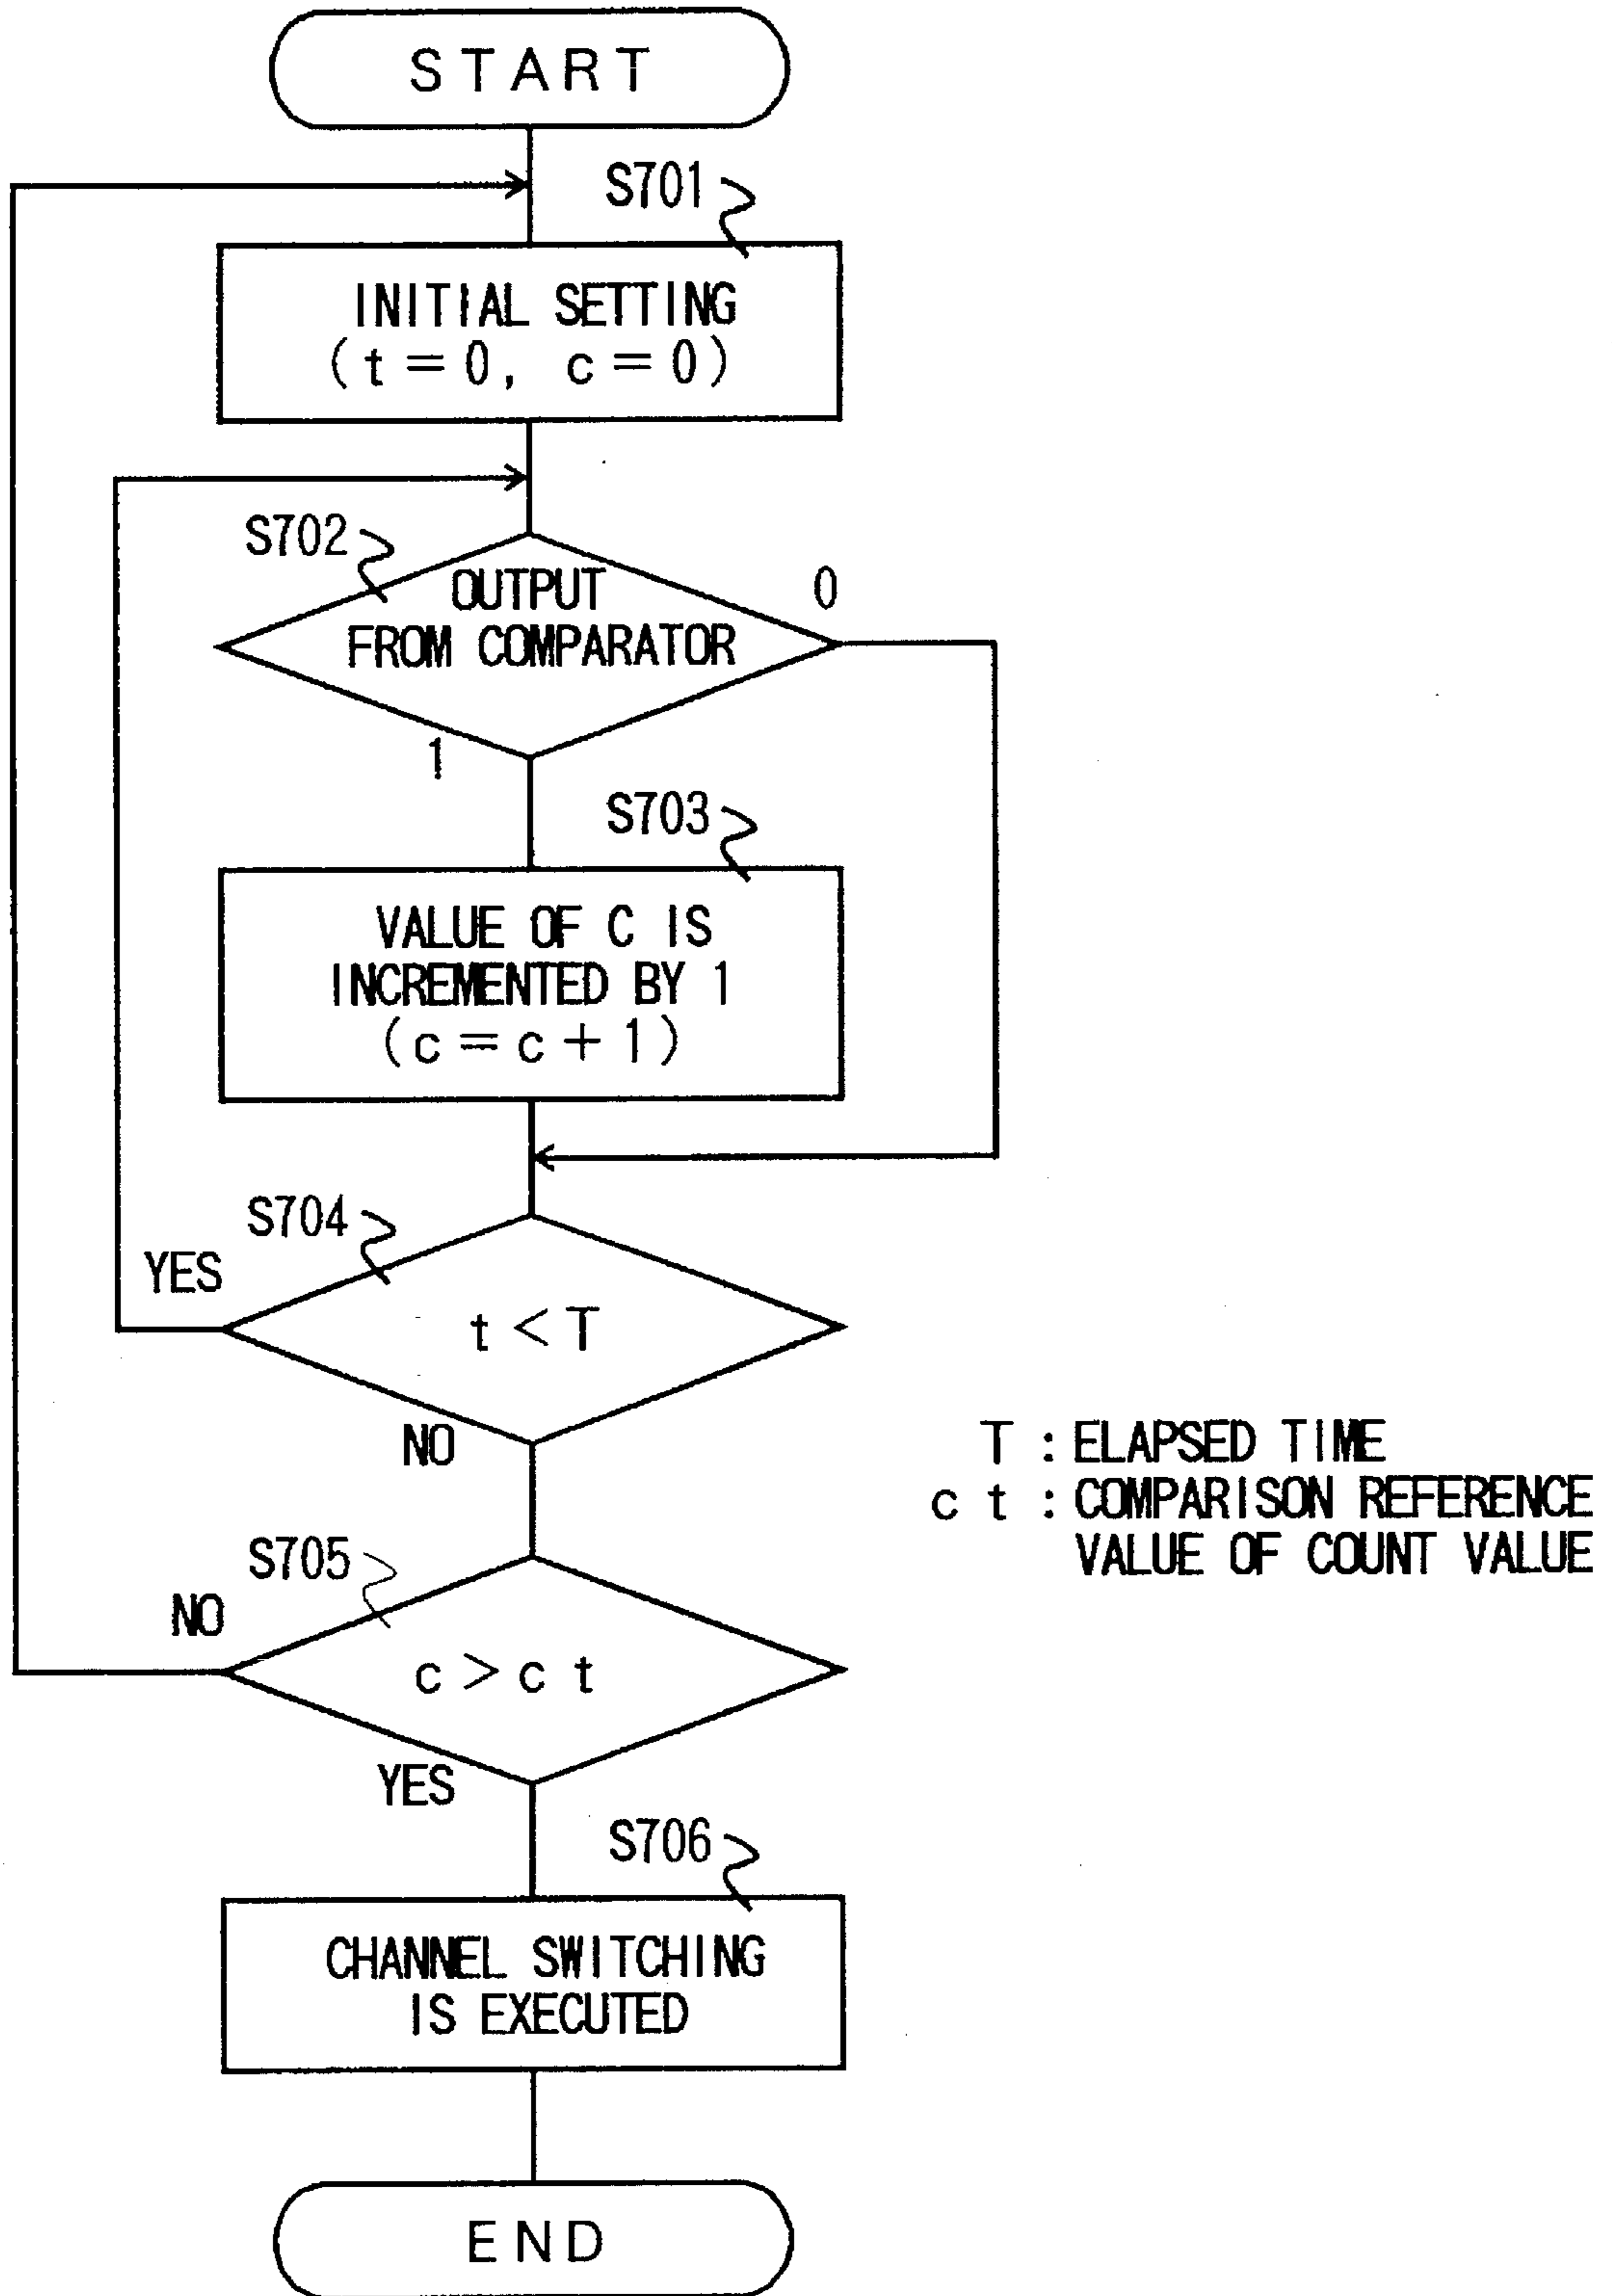 START
S701
INITIAL SETTING
(t=0, c=0)
S702
OUTPUT
FROM COMPARATOR
0
1
S703
VALUE OF C IS
INCREMENTED BY 1
(c=c+1)
S704
YES
t<T
NO
T : ELAPSED TIME
c t : COMPARISON REFERENCE
VALUE OF COUNT VALUE
S705
NO
c>c t
YES
S706
CHANNEL SWITCHING
IS EXECUTED
END